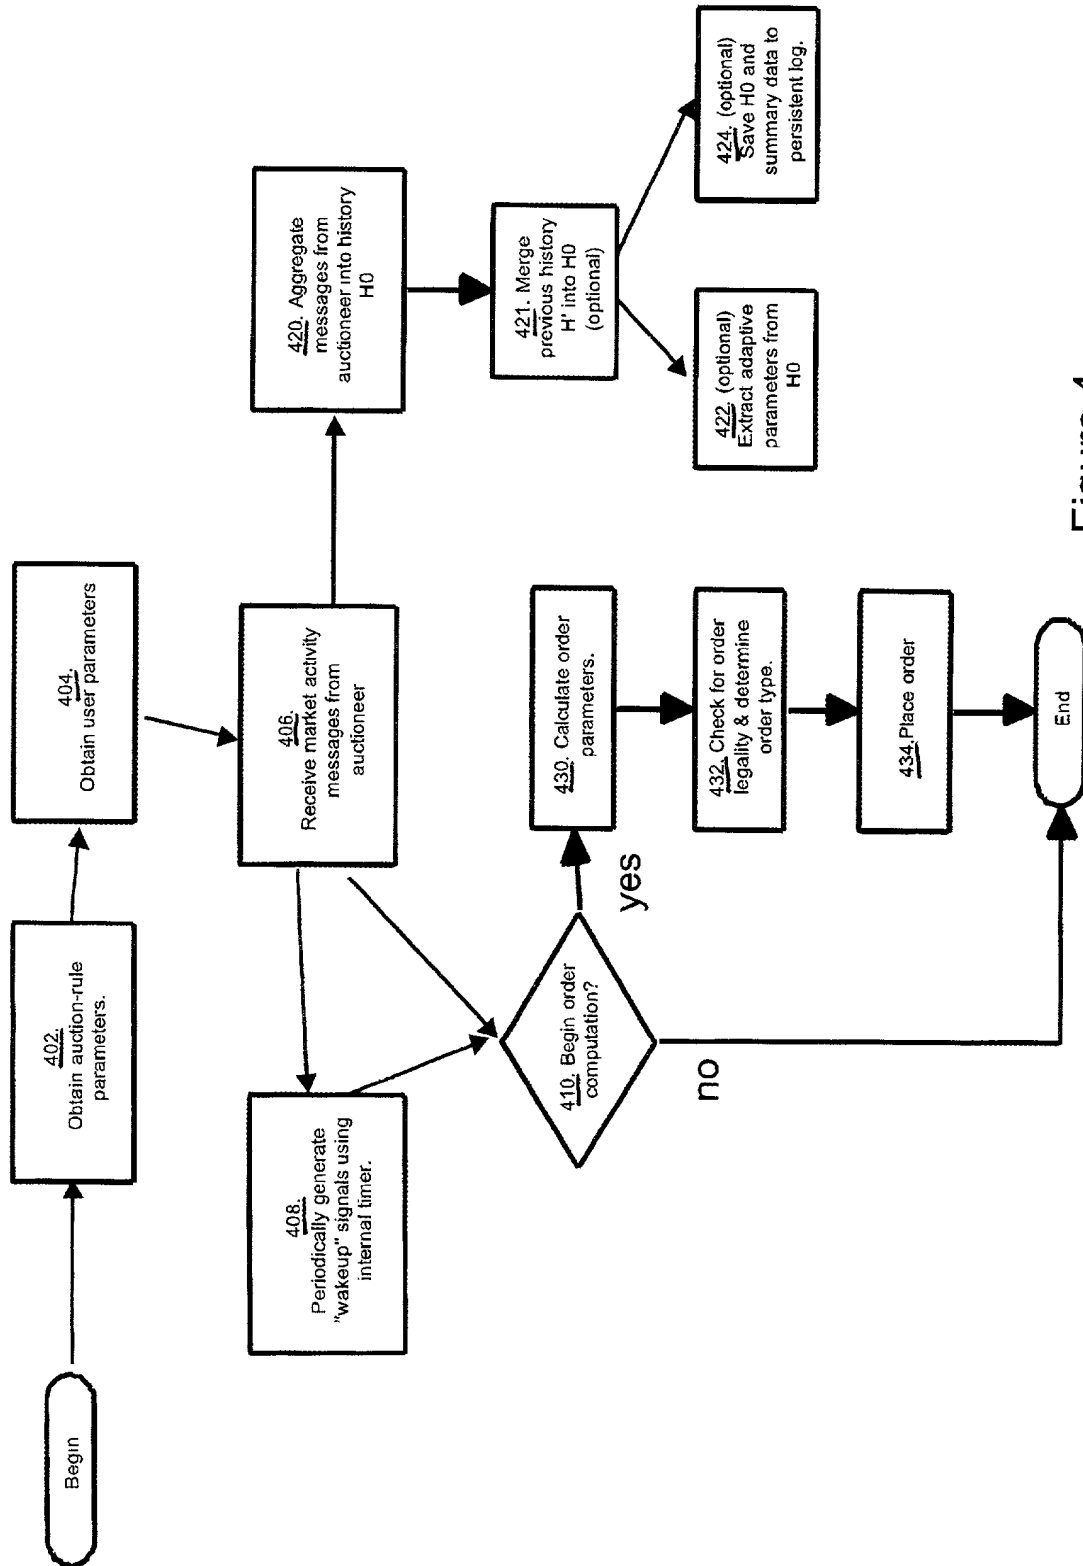 Begin
402.
Obtain auction-rule
parameters.
404.
Obtain user parameters
406.
Receive market activity
messages from
auctioneer
408.
Periodically generate
"wakeup" signals using
internal timer.
410. Begin order
computation?
yes
no
420. Aggregate
messages from
auctioneer into history
H0
421. Merge
previous history
H' into H0
(optional)
422. (optional)
Extract adaptive
parameters from
H0
424. (optional)
Save H0 and
summary data to
persistent log.
430. Calculate order
parameters.
432. Check for order
legality & determine
order type.
434. Place order
End